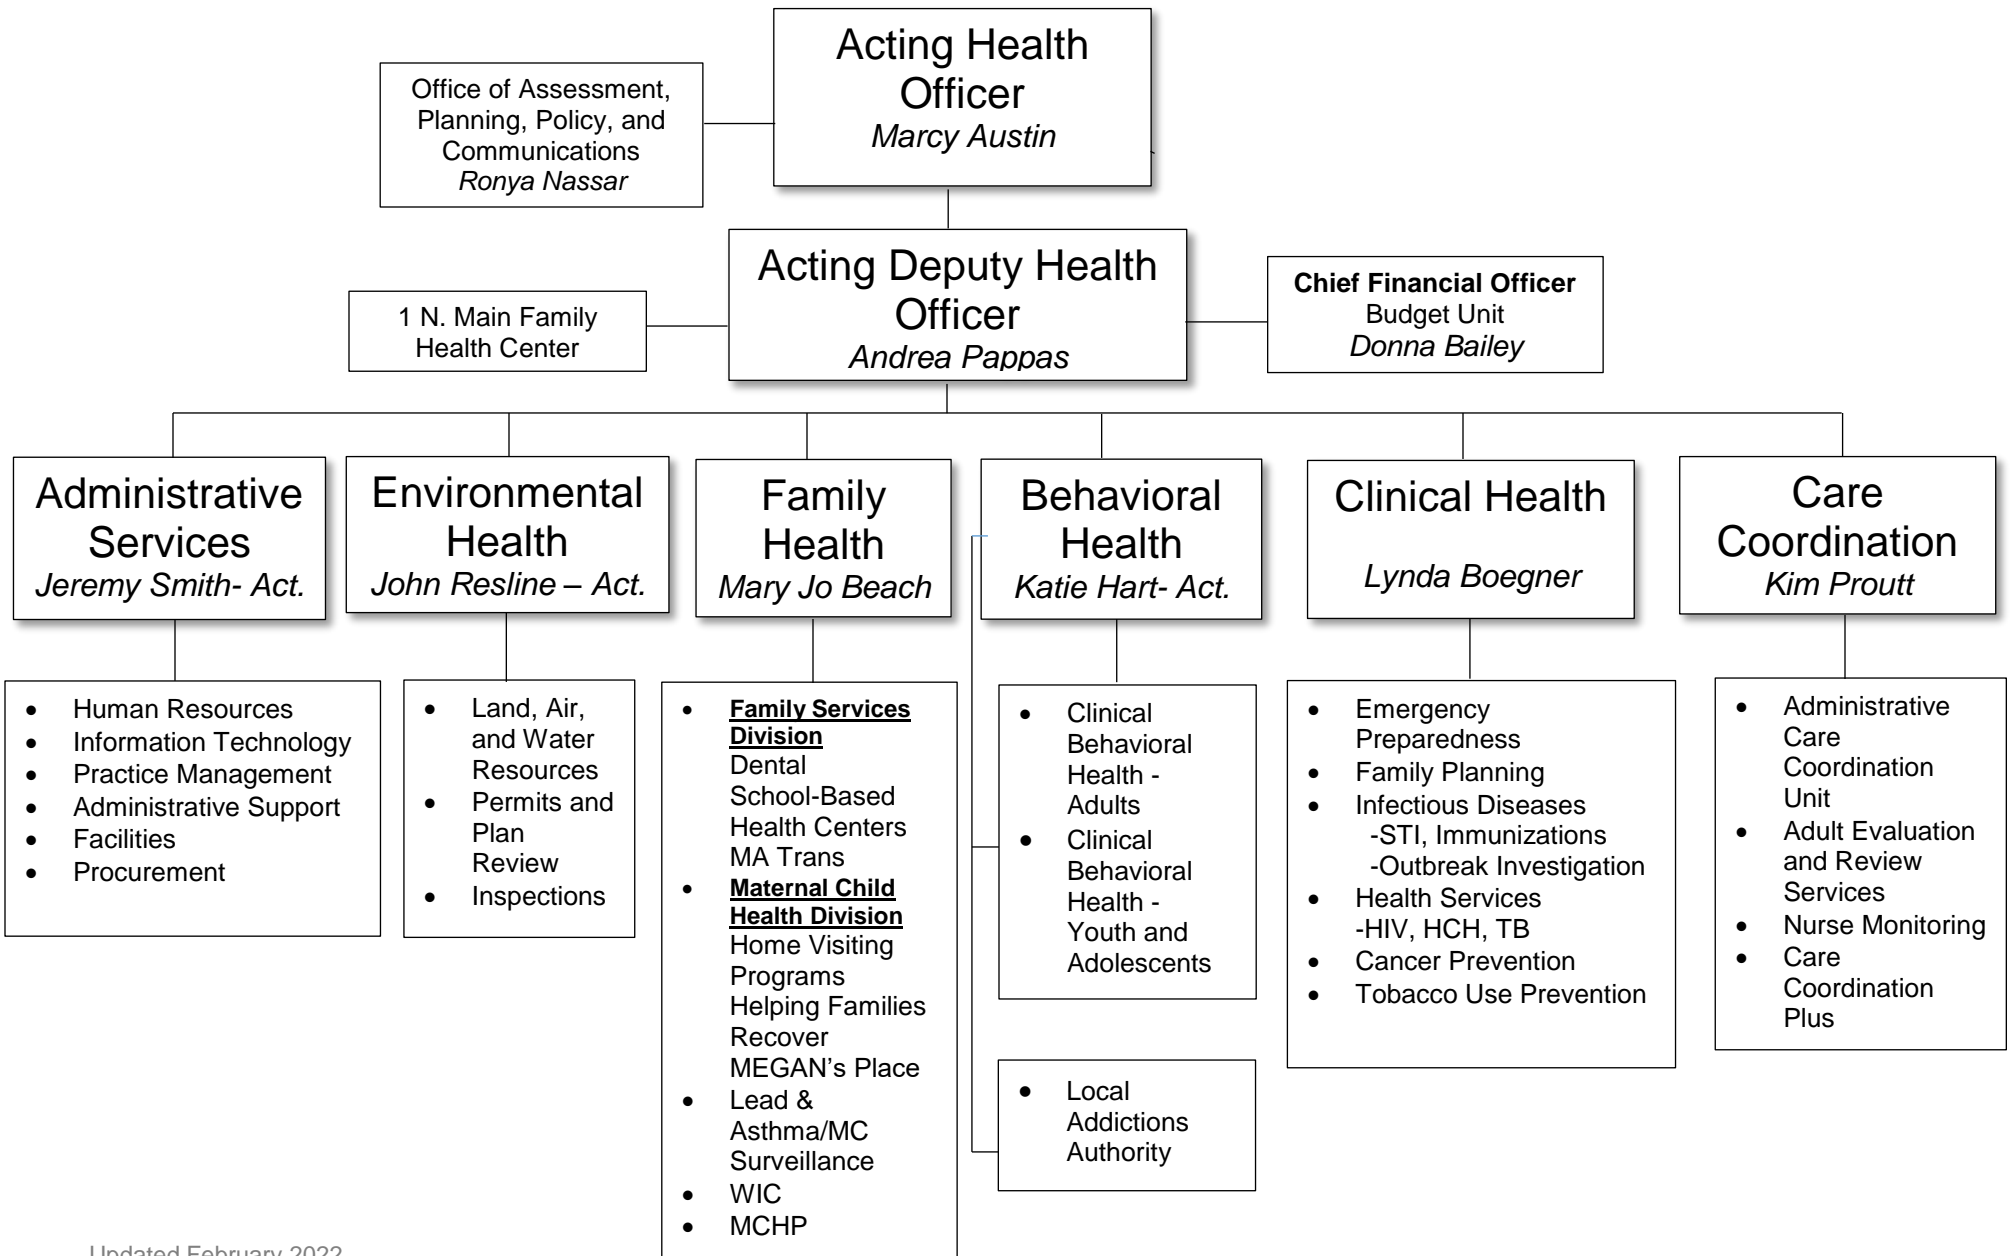 Acting Health
Officer
Marcy Austin
Office of Assessment,
Planning, Policy, and
Communications
Ronya Nassar
Acting Deputy Health
Officer
Andrea Pappas
1 N. Main Family
Health Center
Chief Financial Officer
Budget Unit
Donna Bailey
Administrative
Services
Jeremy Smith- Act.
Environmental
Health
John Resline – Act.
Family
Health
Mary Jo Beach
Behavioral
Health
Katie Hart- Act.
Clinical Health
Lynda Boegner
Care
Coordination
Kim Proutt
• Human Resources
• Information Technology
• Practice Management
• Administrative Support
• Facilities
• Procurement
• Land, Air,
and Water
Resources
• Permits and
Plan
Review
• Inspections
• Family Services
Division
Dental
School-Based
Health Centers
MA Trans
• Maternal Child
Health Division
Home Visiting
Programs
Helping Families
Recover
MEGAN’s Place
• Lead &
Asthma/MC
Surveillance
• WIC
• MCHP
• Clinical
Behavioral
Health -
Adults
• Clinical
Behavioral
Health -
Youth and
Adolescents
• Local
Addictions
Authority
• Emergency
Preparedness
• Family Planning
• Infectious Diseases
-STI, Immunizations
-Outbreak Investigation
• Health Services
-HIV, HCH, TB
• Cancer Prevention
• Tobacco Use Prevention
• Administrative
Care
Coordination
Unit
• Adult Evaluation
and Review
Services
• Nurse Monitoring
• Care
Coordination
Plus
Updated February 2022